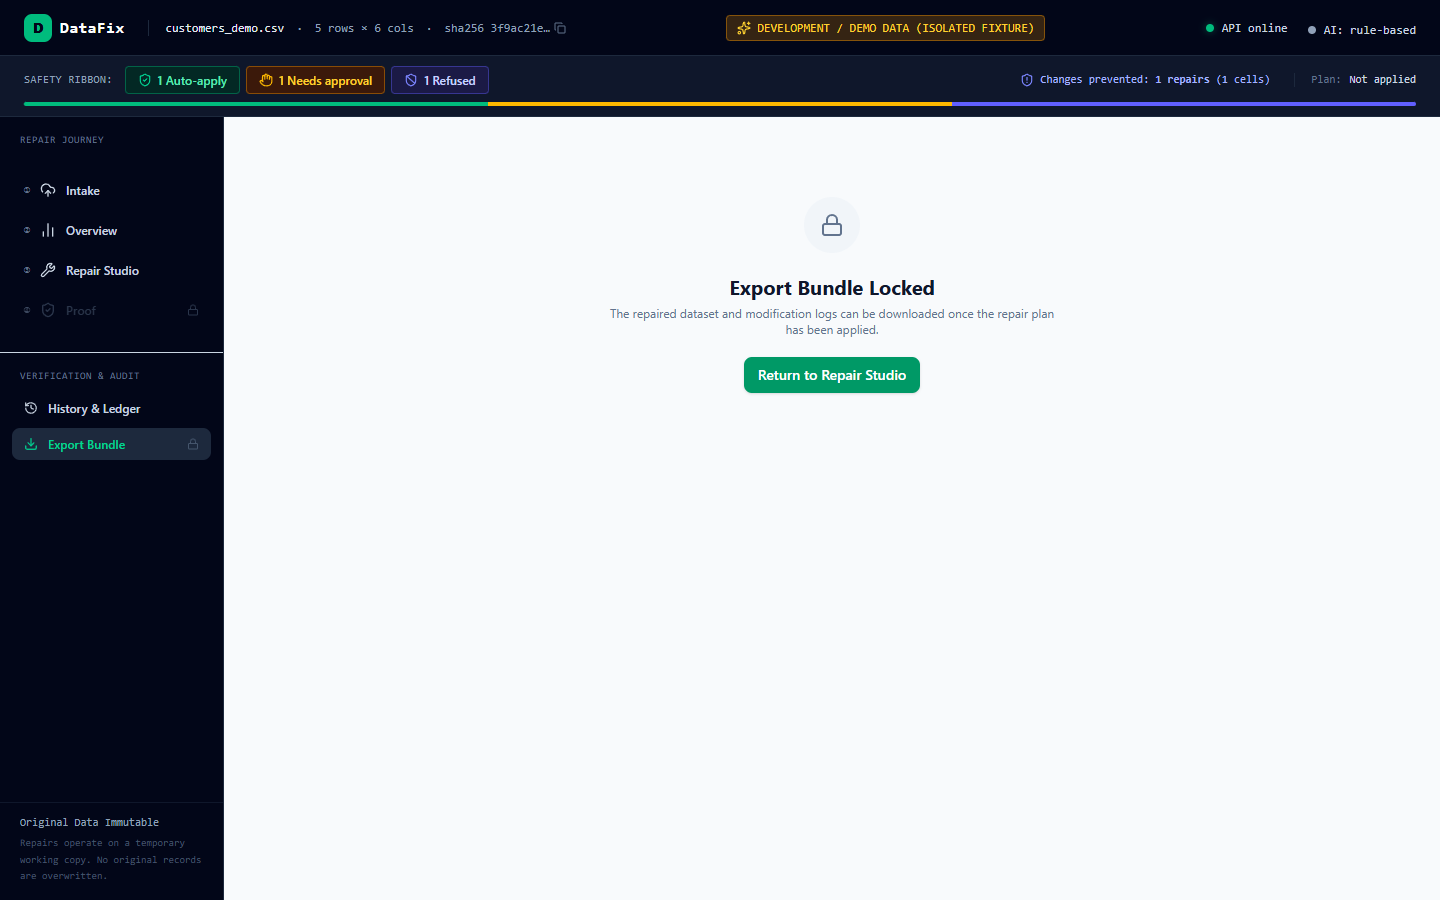 D DataFix
customers_demo.csv · 5 rows × 6 cols · sha256 3f9ac21e…
DEVELOPMENT / DEMO DATA (ISOLATED FIXTURE)
API online
AI: rule-based
SAFETY RIBBON:
1 Auto-apply
1 Needs approval
1 Refused
Changes prevented: 1 repairs (1 cells)
Plan: Not applied
REPAIR JOURNEY
Intake
Overview
Repair Studio
Proof
VERIFICATION & AUDIT
History & Ledger
Export Bundle
Original Data Immutable
Repairs operate on a temporary
working copy. No original records
are overwritten.
Export Bundle Locked
The repaired dataset and modification logs can be downloaded once the repair plan
has been applied.
Return to Repair Studio